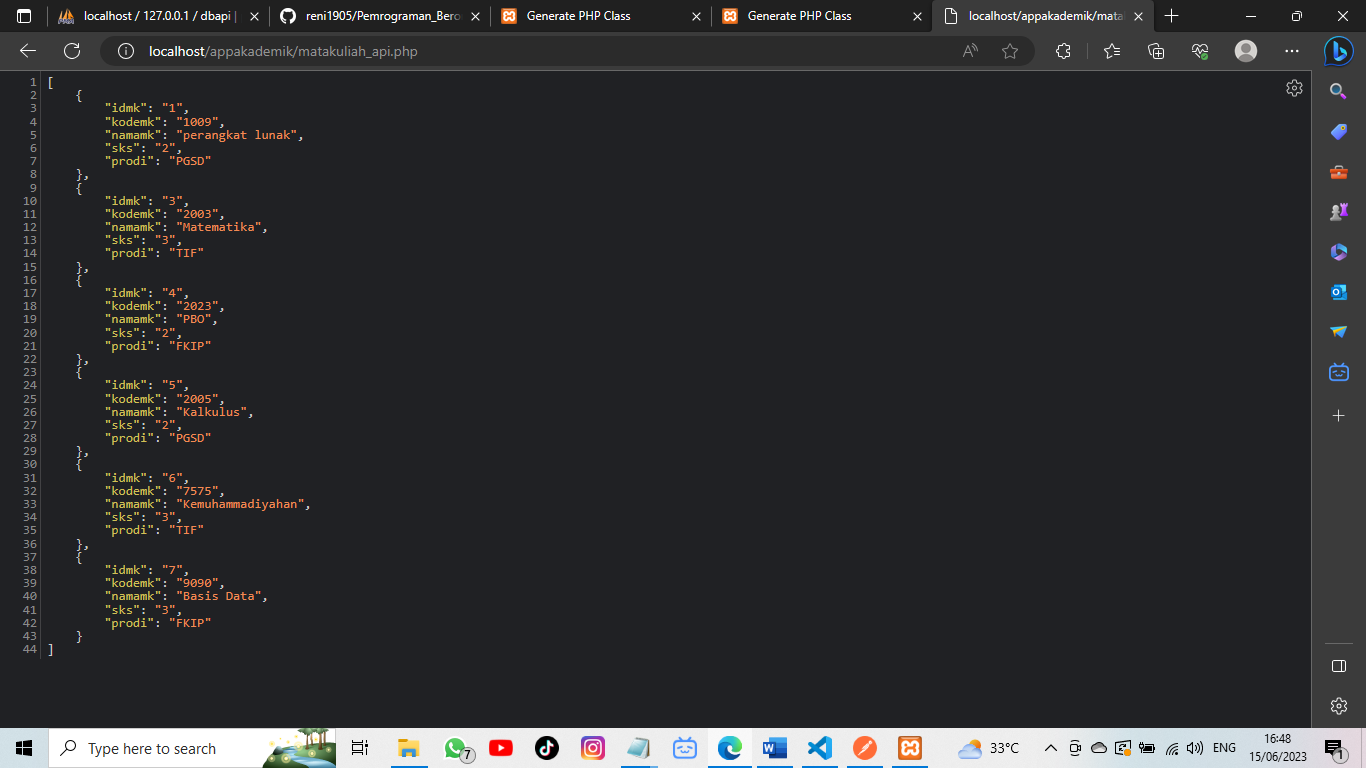 localhost / 127.0.0.1 / dbapi |
reni1905/Pemrograman_Bero
Generate PHP Class
Generate PHP Class
localhost/appakademik/mata
localhost/appakademik/matakuliah_api.php
1 [
2 {
3 "idmk": "1",
4 "kodemk": "1009",
5 "namamk": "perangkat lunak",
6 "sks": "2",
7 "prodi": "PGSD"
8 },
9 {
10 "idmk": "3",
11 "kodemk": "2003",
12 "namamk": "Matematika",
13 "sks": "3",
14 "prodi": "TIF"
15 },
16 {
17 "idmk": "4",
18 "kodemk": "2023",
19 "namamk": "PBO",
20 "sks": "2",
21 "prodi": "FKIP"
22 },
23 {
24 "idmk": "5",
25 "kodemk": "2005",
26 "namamk": "Kalkulus",
27 "sks": "2",
28 "prodi": "PGSD"
29 },
30 {
31 "idmk": "6",
32 "kodemk": "7575",
33 "namamk": "Kemuhammadiyahan",
34 "sks": "3",
35 "prodi": "TIF"
36 },
37 {
38 "idmk": "7",
39 "kodemk": "9090",
40 "namamk": "Basis Data",
41 "sks": "3",
42 "prodi": "FKIP"
43 }
44 ]
Type here to search
7
33°C
ENG
16:48
15/06/2023
1